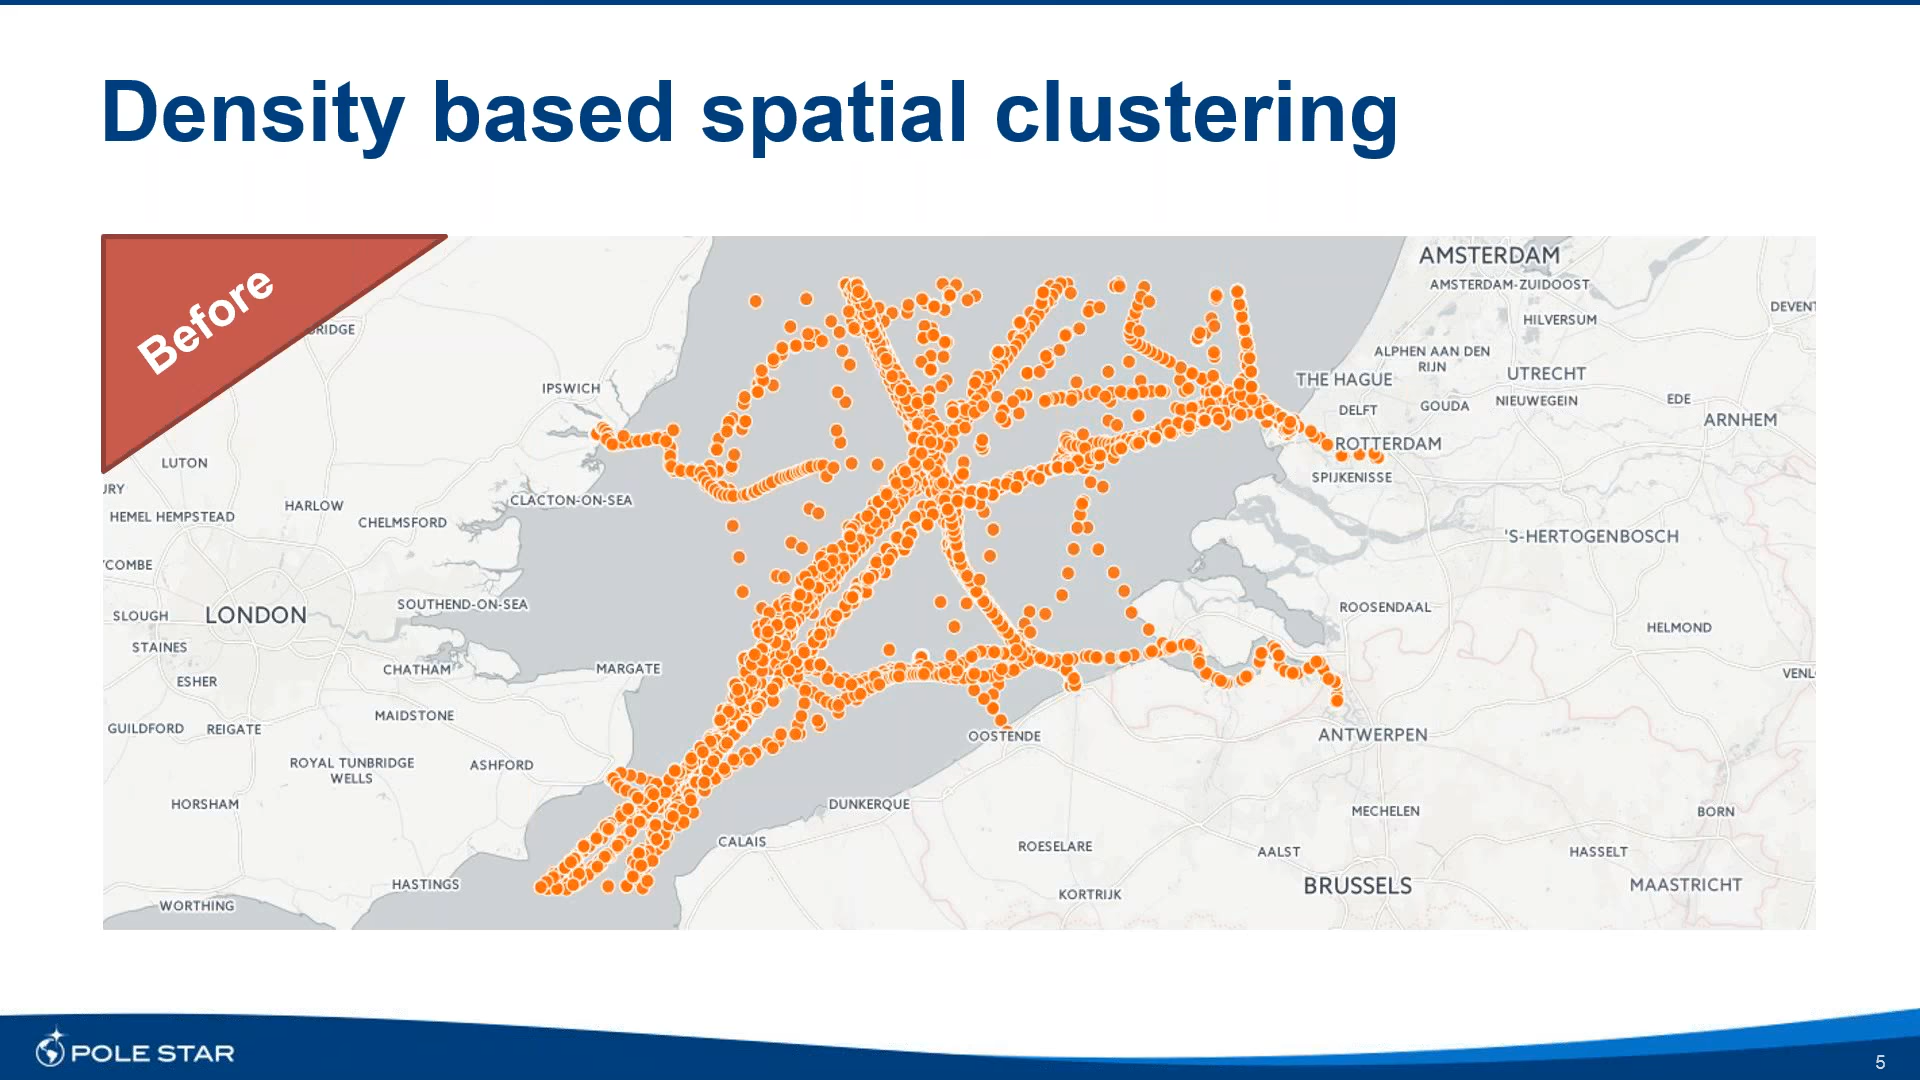 Density based spatial clustering
Before
AMSTERDAM
AMSTERDAM-ZUIDOOST
DEVENT
HILVERSUM
BRIDGE
ALPHEN AAN DEN
RIJN
UTRECHT
THE HAGUE
IPSWICH
EDE
NIEUWEGEIN
GOUDA
DELFT
ARNHEM
ROTTERDAM
LUTON
SPIJKENISSE
URY
CLACTON-ON-SEA
HARLOW
HEMEL HEMPSTEAD
CHELMSFORD
'S-HERTOGENBOSCH
YCOMBE
SOUTHEND-ON-SEA
ROOSENDAAL
SLOUGH
LONDON
HELMOND
STAINES
CHATHAM
MARGATE
VENL
ESHER
MAIDSTONE
GUILDFORD
REIGATE
OOSTENDE
ANTWERPEN
ROYAL TUNBRIDGE
WELLS
ASHFORD
HORSHAM
DUNKERQUE
MECHELEN
BORN
CALAIS
ROESELARE
AALST
HASSELT
HASTINGS
BRUSSELS
MAASTRICHT
KORTRIJK
WORTHING
POLE STAR
5